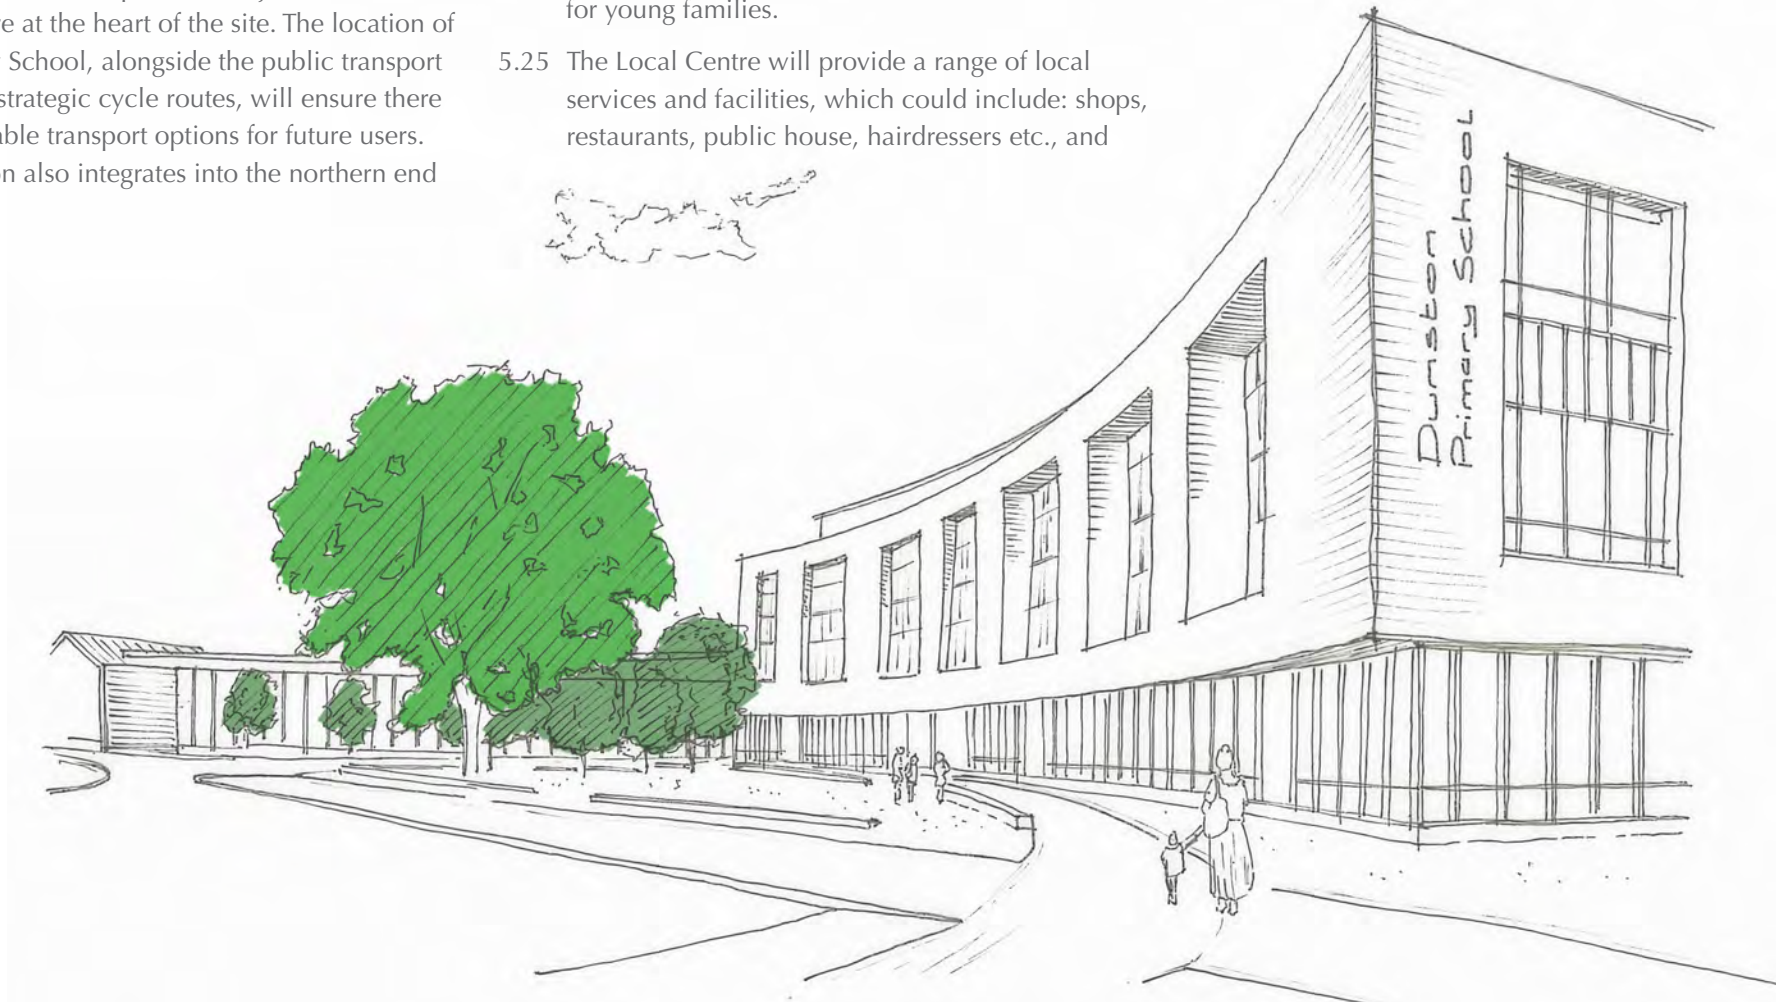 e at the heart of the site. The location of
School, alongside the public transport
strategic cycle routes, will ensure there
able transport options for future users.
on also integrates into the northern end
for young families.
5.25 The Local Centre will provide a range of local
services and facilities, which could include: shops,
restaurants, public house, hairdressers etc., and
Dunston
Primary School